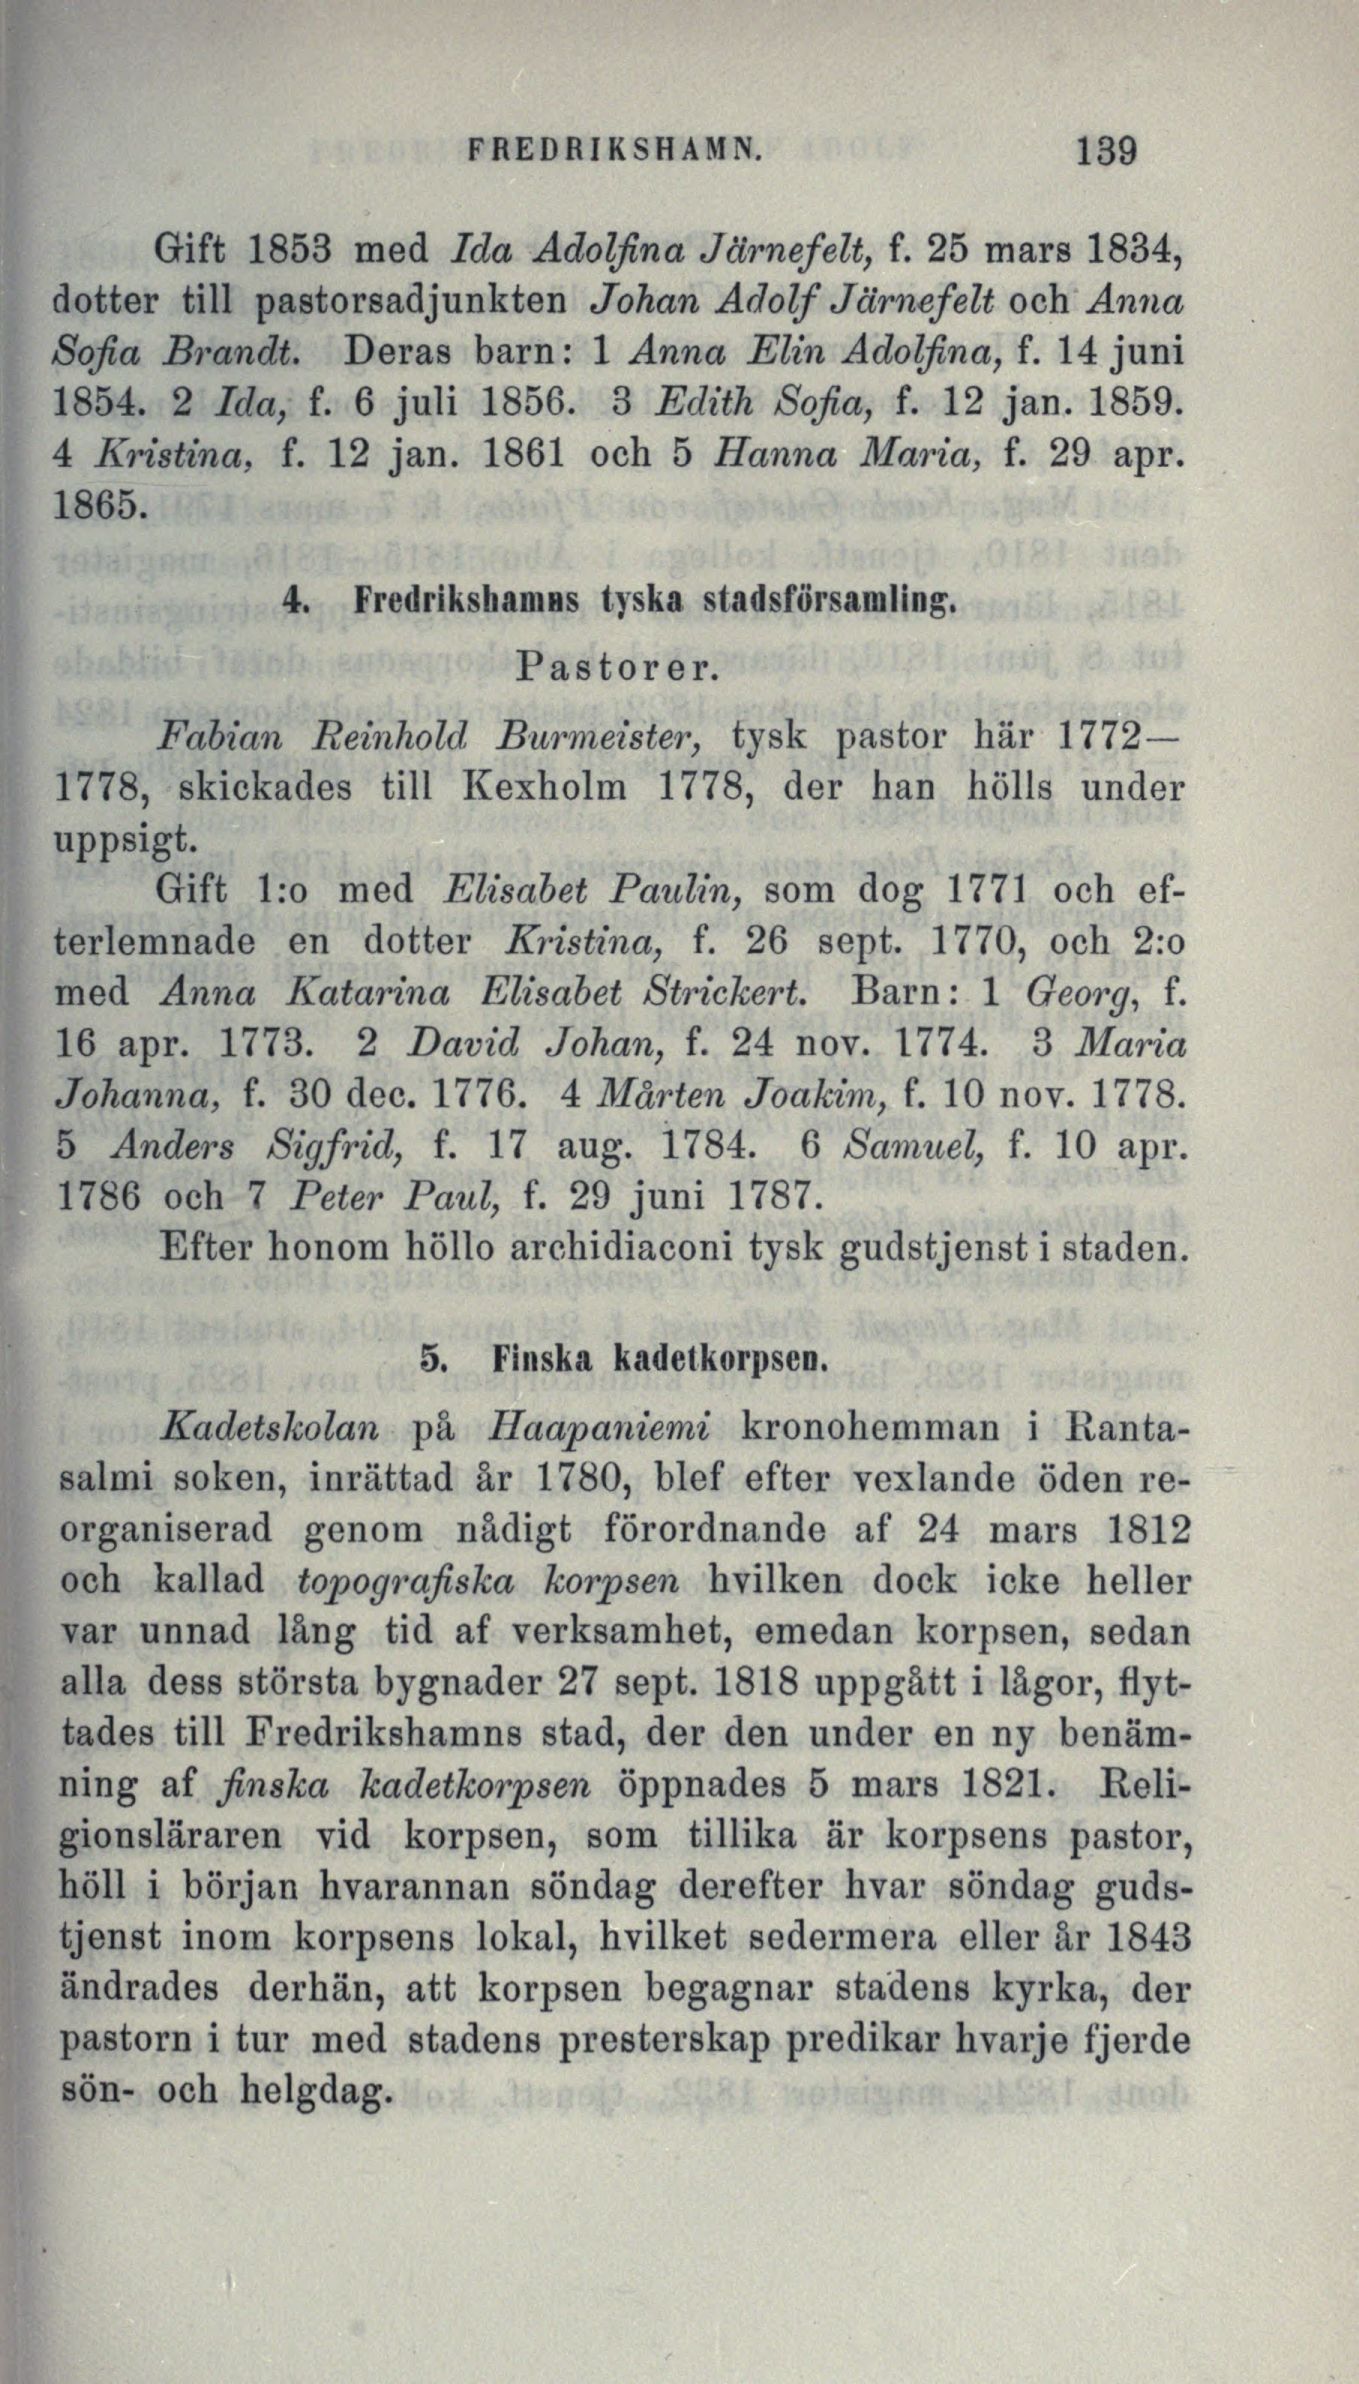 FREDRIKSHAMN. 139
Gift 1853 med Ida Adolfina Järnefelt, f. 25 mars 1834,
dotter till pastorsadjunkten Johan Adolf Järnefelt och Anna
Sofia Brandt. Deras barn: 1 Anna Elin Adolfina, f. 14 juni
1854. 2 Ida, f. 6 juli 1856. 3 Edith Sofia, f. 12 jan. 1859.
4 Kristina, f. 12 jan. 1861 och 5 Hanna Maria, f. 29 apr.
1865.
4. Fredrikshamns tyska stadsförsamling.
Pastorer.
Fabian Reinhold Burmeister, tysk pastor här 1772—
1778, skickades till Kexholm 1778, der han hölls under
uppsigt.
Gift 1:o med Elisabet Paulin, som dog 1771 och ef-
terlemnade en dotter Kristina, f. 26 sept. 1770, och 2:o
med Anna Katarina Elisabet Strickert. Barn: 1 Georg, f.
16 apr. 1773. 2 David Johan, f. 24 nov. 1774. 3 Maria
Johanna, f. 30 dec. 1776. 4 Mårten Joakim, f. 10 nov. 1778.
5 Anders Sigfrid, f. 17 aug. 1784. 6 Samuel, f. 10 apr.
1786 och 7 Peter Paul, f. 29 juni 1787.
Efter honom höllo archidiaconi tysk gudstjenst i staden.
5. Finska kadetkorpsen.
Kadetskolan på Haapaniemi kronohemman i Ranta-
salmi soken, inrättad år 1780, blef efter vexlande öden re-
organiserad genom nådigt förordnande af 24 mars 1812
och kallad topografiska korpsen hvilken dock icke heller
var unnad lång tid af verksamhet, emedan korpsen, sedan
alla dess största bygnader 27 sept. 1818 uppgått i lågor, flyt-
tades till Fredrikshamns stad, der den under en ny benäm-
ning af finska kadetkorpsen öppnades 5 mars 1821. Reli-
gionsläraren vid korpsen, som tillika är korpsens pastor,
höll i början hvarannan söndag derefter hvar söndag guds-
tjenst inom korpsens lokal, hvilket sedermera eller år 1843
ändrades derhän, att korpsen begagnar stadens kyrka, der
pastorn i tur med stadens presterskap predikar hvarje fjerde
sön- och helgdag.